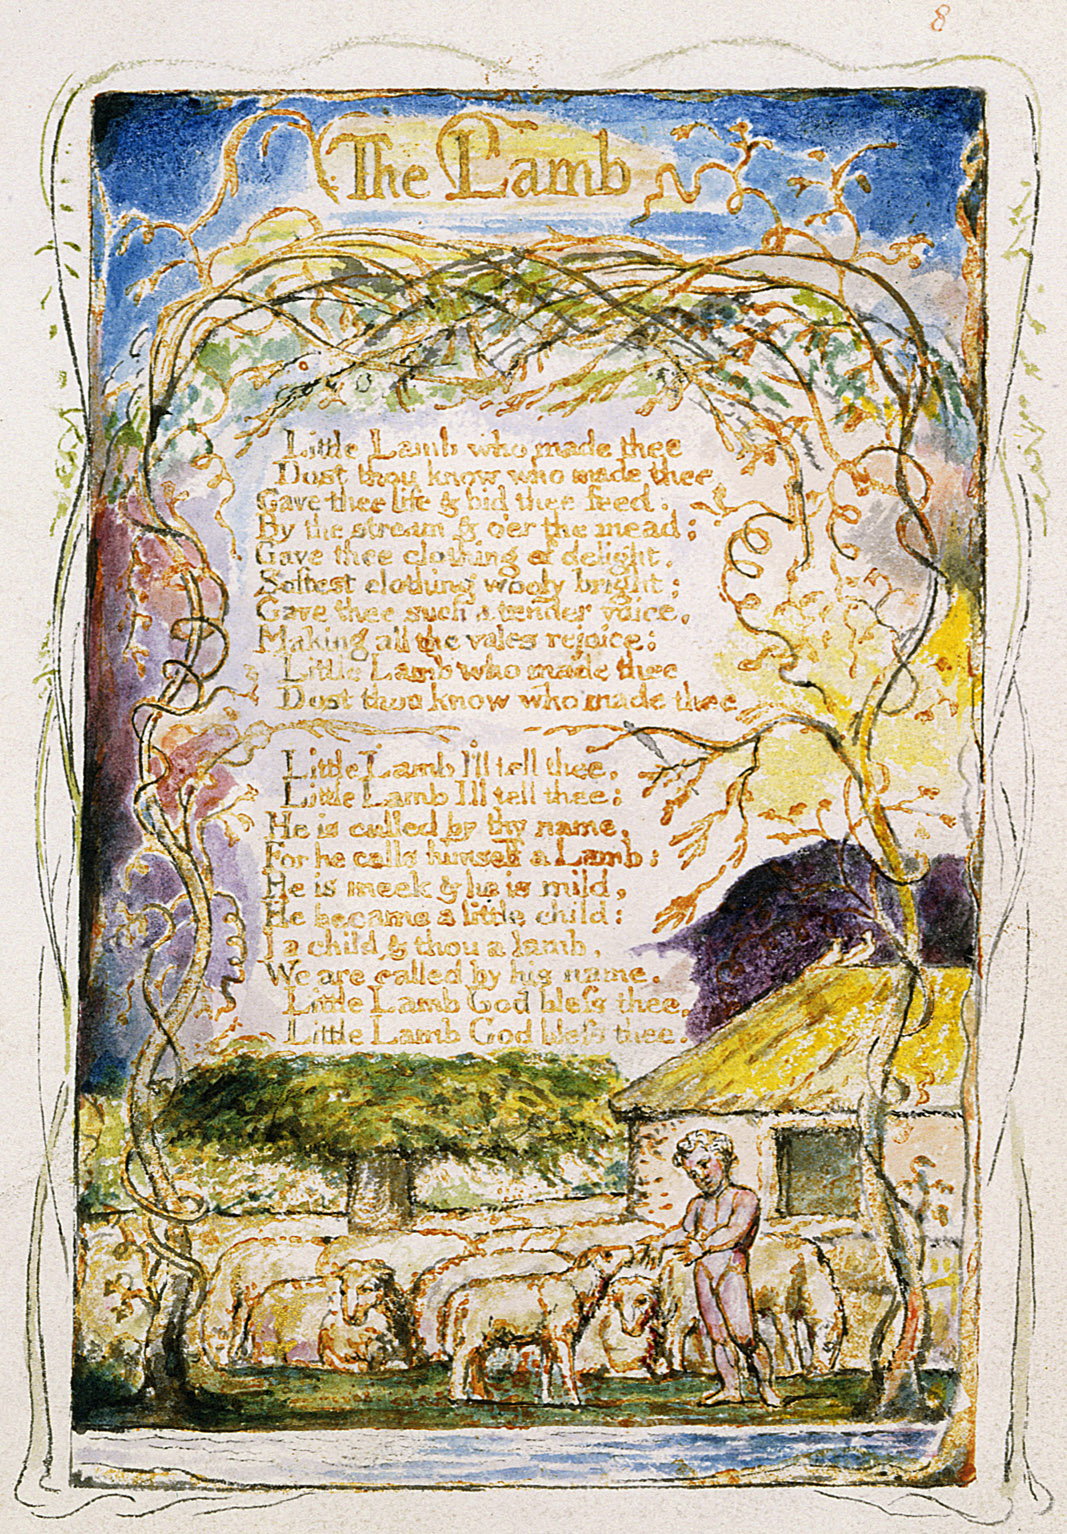 8
The Lamb
Little Lamb who made thee
Dost thou know who made thee
Gave thee life & bid thee feed.
By the stream & o'er the mead;
Gave thee clothing of delight,
Softest clothing wooly bright;
Gave thee such a tender voice,
Making all the vales rejoice:
Little Lamb who made thee
Dost thou know who made thee
Little Lamb I'll tell thee,
Little Lamb I'll tell thee:
He is called by thy name,
For he calls himself a Lamb:
He is meek & he is mild,
He became a little child:
I a child & thou a lamb,
We are called by his name.
Little Lamb God bleſs thee,
Little Lamb God bleſs thee.